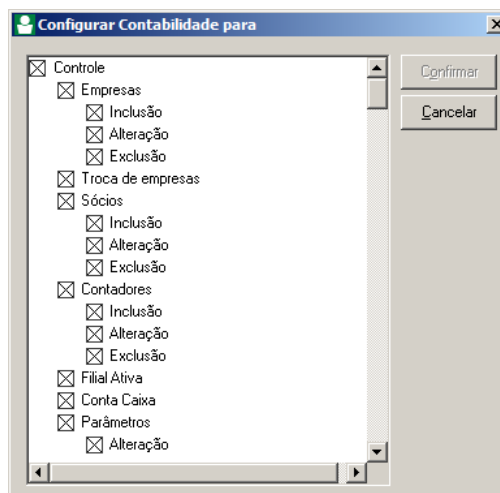 Configurar Contabilidade para
Controle
Empresas
Inclusão
Alteração
Exclusão
Troca de empresas
Sócios
Inclusão
Alteração
Exclusão
Contadores
Inclusão
Alteração
Exclusão
Filial Ativa
Conta Caixa
Parâmetros
Alteração
Confirmar
Cancelar